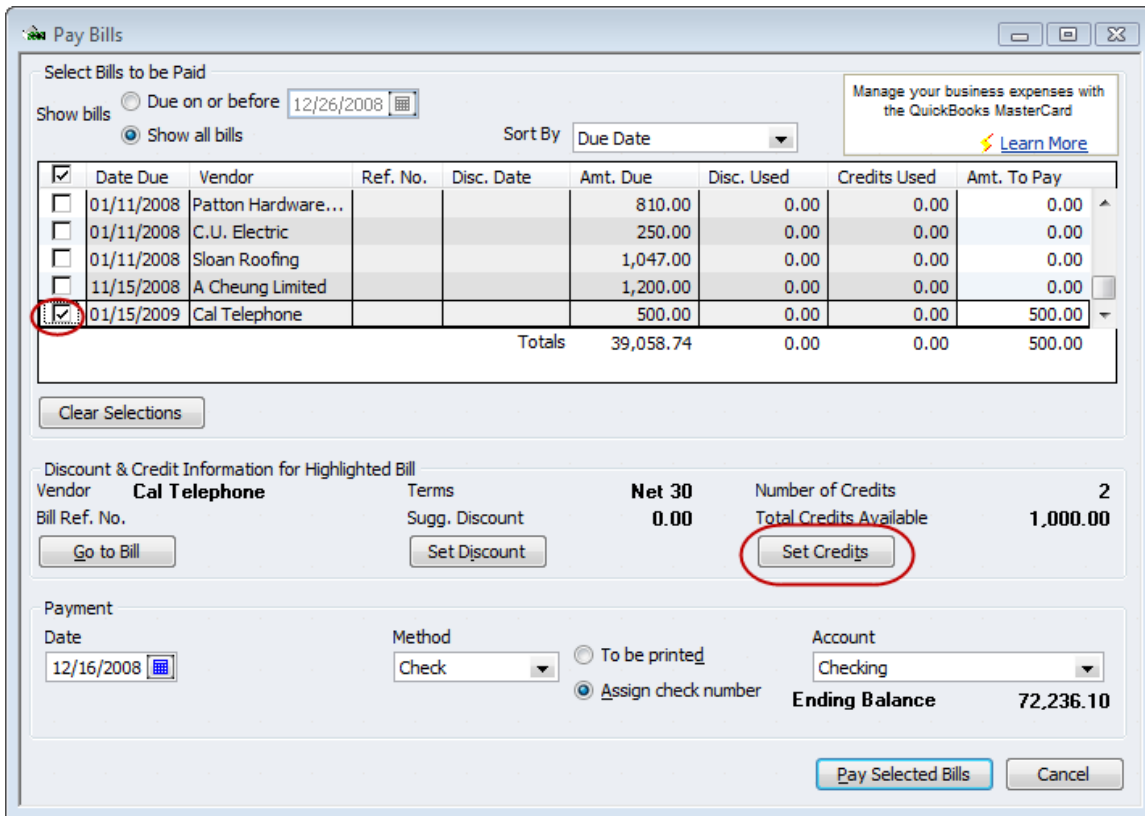 Pay Bills
Select Bills to be Paid
Show bills
Due on or before 12/26/2008
Show all bills
Sort By Due Date
Manage your business expenses with
the QuickBooks MasterCard
Learn More
Date Due Vendor Ref. No. Disc. Date Amt. Due Disc. Used Credits Used Amt. To Pay
01/11/2008 Patton Hardware... 810.00 0.00 0.00 0.00
01/11/2008 C.U. Electric 250.00 0.00 0.00 0.00
01/11/2008 Sloan Roofing 1,047.00 0.00 0.00 0.00
11/15/2008 A Cheung Limited 1,200.00 0.00 0.00 0.00
01/15/2009 Cal Telephone 500.00 0.00 0.00 500.00
Totals 39,058.74 0.00 0.00 500.00
Clear Selections
Discount & Credit Information for Highlighted Bill
Vendor Cal Telephone Terms Net 30 Number of Credits 2
Bill Ref. No. Sugg. Discount 0.00 Total Credits Available 1,000.00
Go to Bill Set Discount Set Credits
Payment
Date Method Account
12/16/2008 Check To be printed Checking
Assign check number
Ending Balance 72,236.10
Pay Selected Bills Cancel